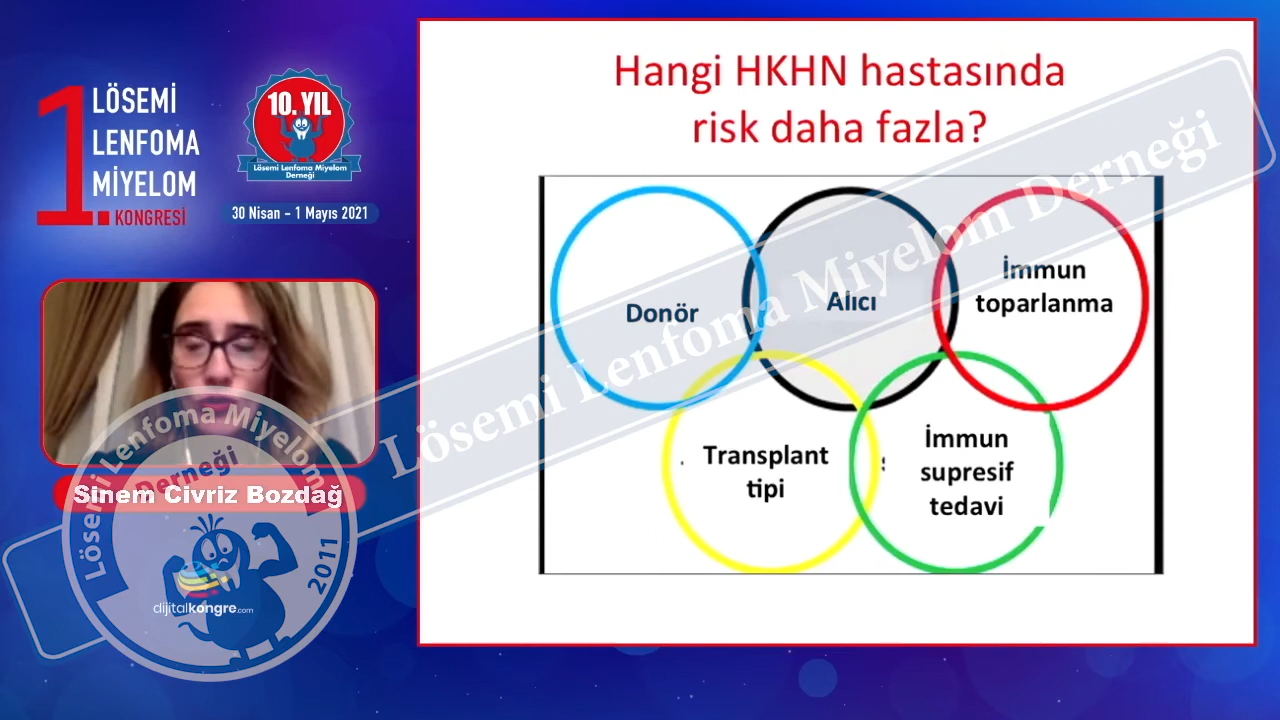 1.
LÖSEMİ
LENFOMA
MİYELOM
KONGRESİ
10. YIL
Lösemi Lenfoma Miyelom
Derneği
30 Nisan - 1 Mayıs 2021
Hangi HKHN hastasında
risk daha fazla?
Donör
Alıcı
İmmun
toparlanma
Transplant
tipi
İmmun
supresif
tedavi
Sinem Civriz Bozdağ
Lösemi Lenfoma Miyelom
Derneği
2011
dijitalkongre.com
Lösemi Lenfoma Miyelom Derneği